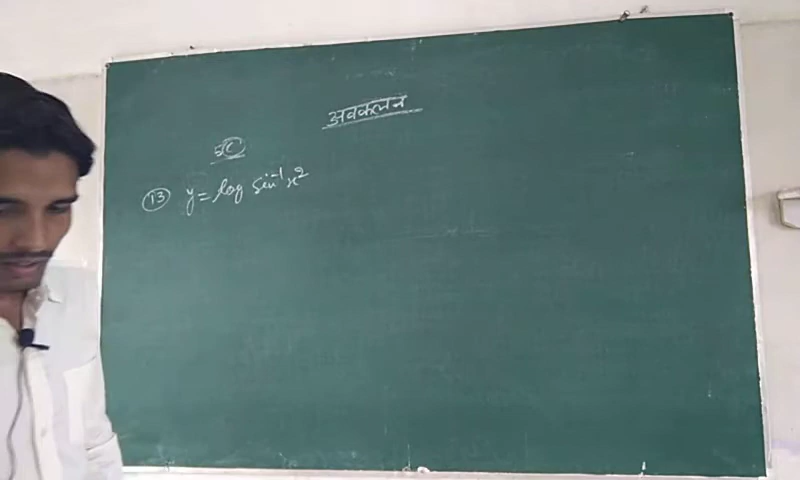 अवकलन
(13) y = log sin⁻¹x²